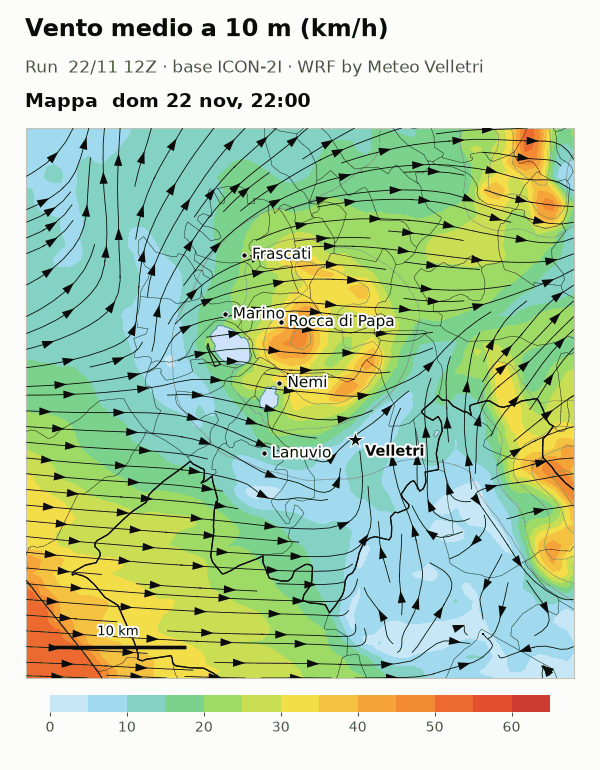 Vento medio a 10 m (km/h)
Run  22/11 12Z · base ICON-2I · WRF by Meteo Velletri
Mappa  dom 22 nov, 22:00
Frascati
Marino
Rocca di Papa
Nemi
Velletri
Lanuvio
10 km
0 10 20 30 40 50 60